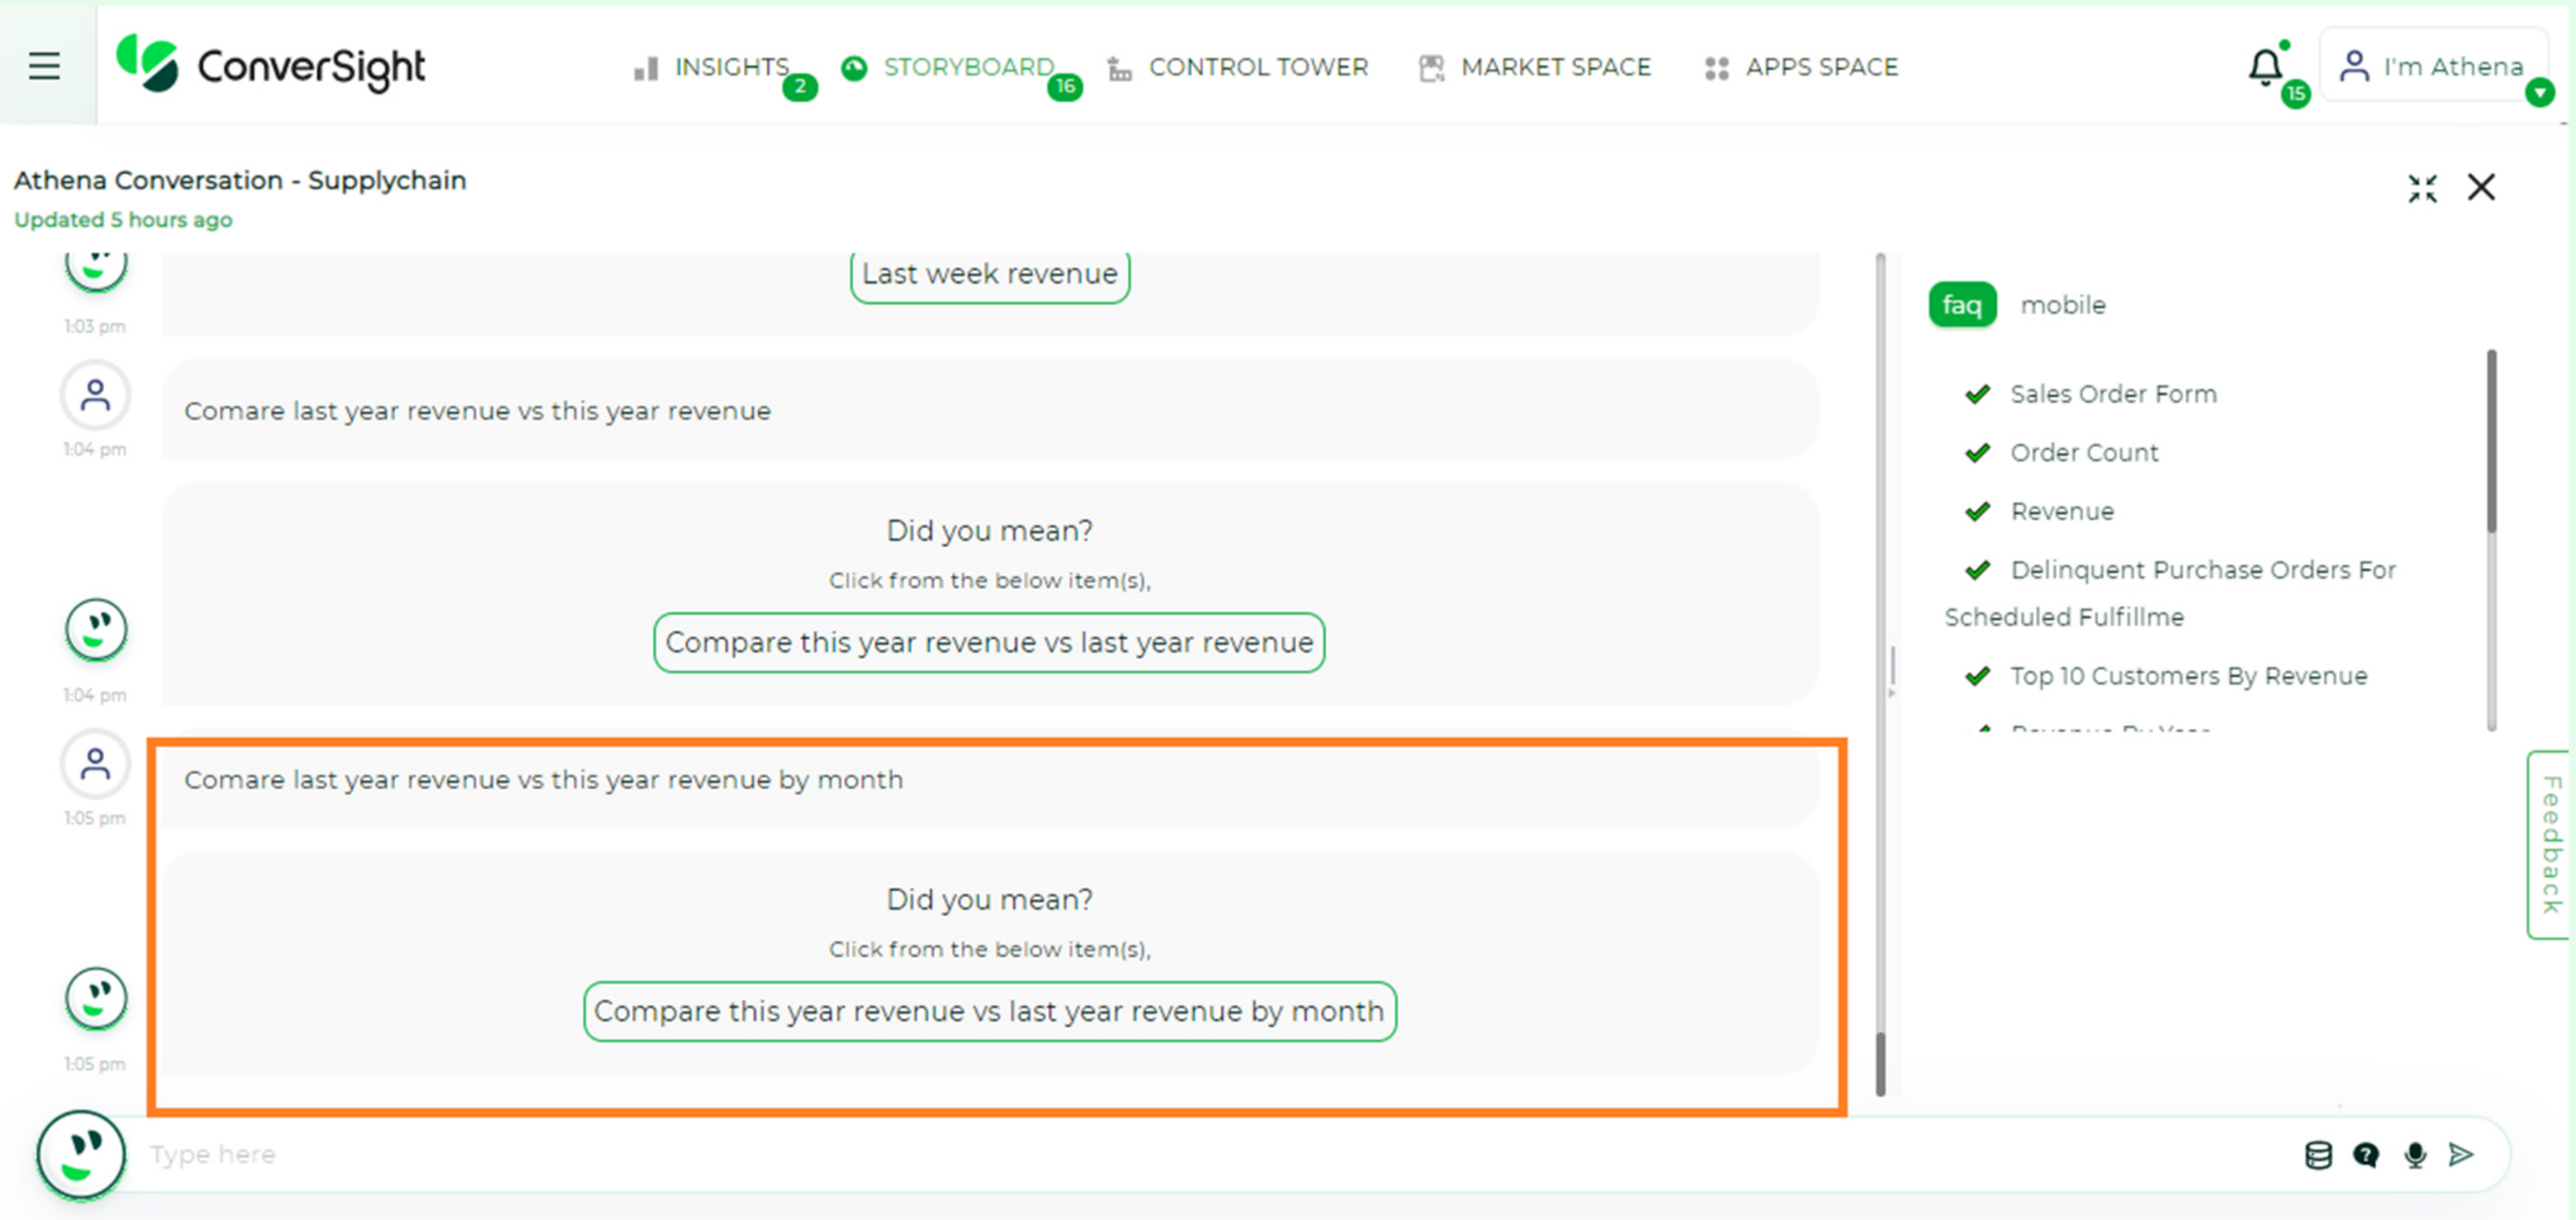 ConverSight
INSIGHTS 2
STORYBOARD 16
CONTROL TOWER
MARKET SPACE
APPS SPACE
15
I'm Athena
Athena Conversation - Supplychain
Updated 5 hours ago
Last week revenue
1:03 pm
Comare last year revenue vs this year revenue
1:04 pm
Did you mean?
Click from the below item(s),
Compare this year revenue vs last year revenue
1:04 pm
Comare last year revenue vs this year revenue by month
1:05 pm
Did you mean?
Click from the below item(s),
Compare this year revenue vs last year revenue by month
1:05 pm
Type here
faq mobile
Sales Order Form
Order Count
Revenue
Delinquent Purchase Orders For
Scheduled Fulfillme
Top 10 Customers By Revenue
Revenue By Year
Feedback